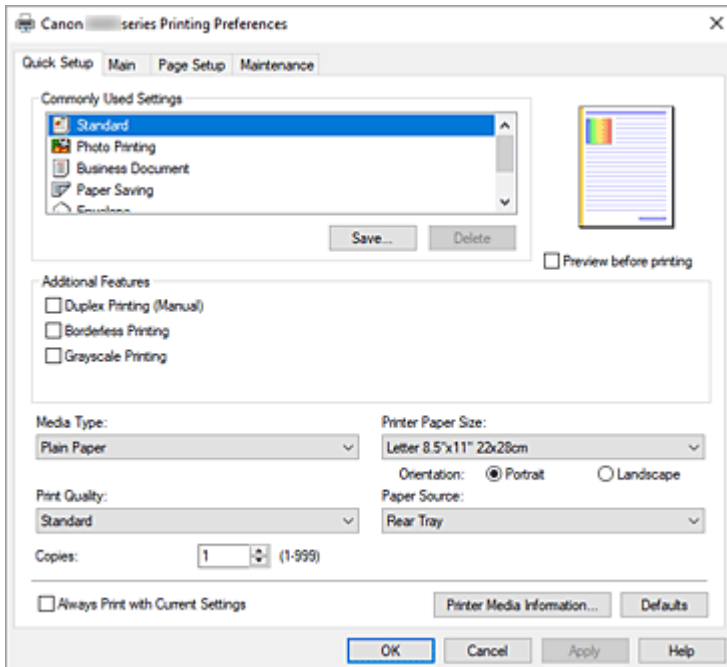 Canon series Printing Preferences
Quick Setup Main Page Setup Maintenance
Commonly Used Settings
Standard
Photo Printing
Business Document
Paper Saving
Envelope
Save... Delete
Preview before printing
Additional Features
Duplex Printing (Manual)
Borderless Printing
Grayscale Printing
Media Type: Printer Paper Size:
Plain Paper Letter 8.5"x11" 22x28cm
Orientation: Portrait Landscape
Print Quality: Paper Source:
Standard Rear Tray
Copies: 1 (1-999)
Always Print with Current Settings Printer Media Information... Defaults
OK Cancel Apply Help